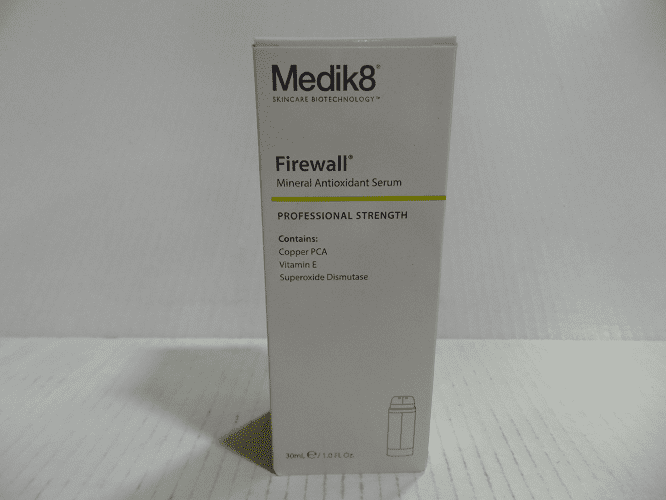 Medik8®
SKINCARE BIOTECHNOLOGY™
Firewall®
Mineral Antioxidant Serum
PROFESSIONAL STRENGTH
Contains:
Copper PCA
Vitamin E
Superoxide Dismutase
30mL ℮ / 1.0 FL.OZ.